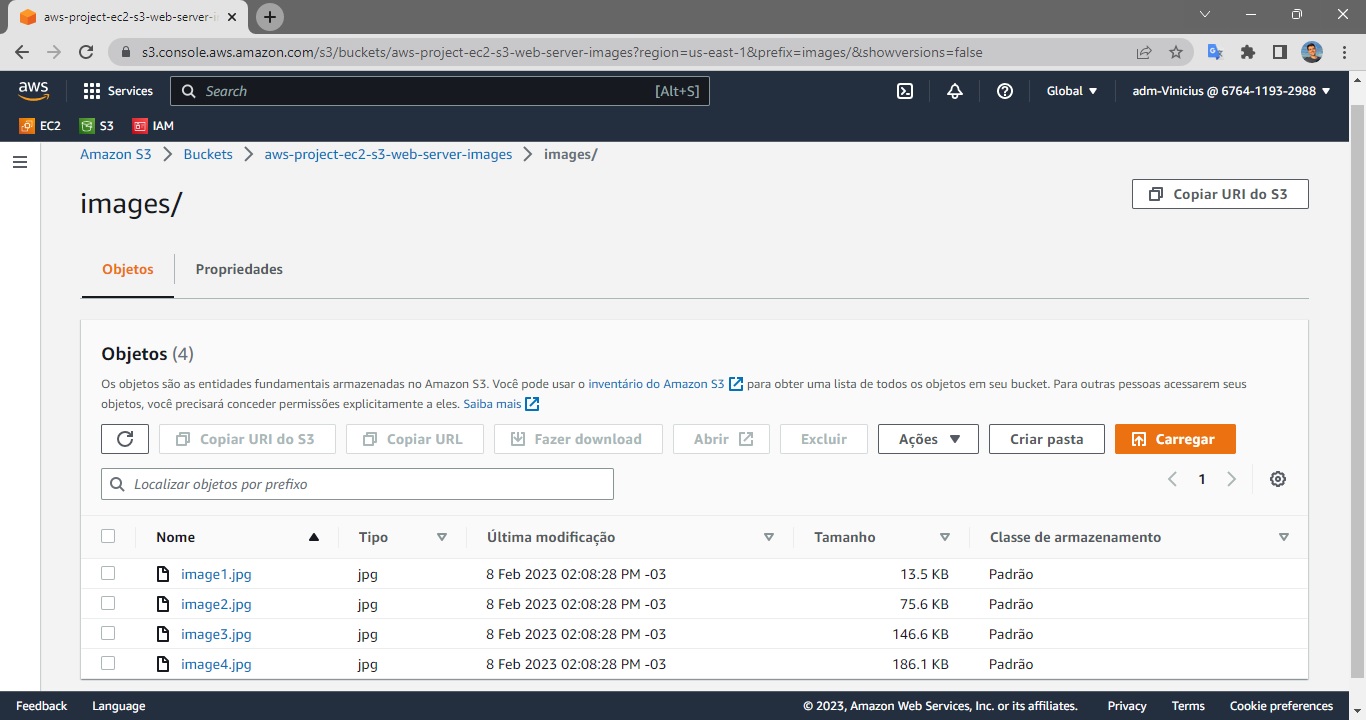 aws-project-ec2-s3-web-server-i
s3.console.aws.amazon.com/s3/buckets/aws-project-ec2-s3-web-server-images?region=us-east-1&prefix=images/&showversions=false
aws Services Search [Alt+S] Global adm-Vinicius @ 6764-1193-2988
EC2 S3 IAM
Amazon S3 Buckets aws-project-ec2-s3-web-server-images images/
images/ Copiar URI do S3
Objetos Propriedades
Objetos (4)
Os objetos são as entidades fundamentais armazenadas no Amazon S3. Você pode usar o inventário do Amazon S3 para obter uma lista de todos os objetos em seu bucket. Para outras pessoas acessarem seus
objetos, você precisará conceder permissões explicitamente a eles. Saiba mais
Copiar URI do S3 Copiar URL Fazer download Abrir Excluir Ações Criar pasta Carregar
Localizar objetos por prefixo 1
Nome Tipo Última modificação Tamanho Classe de armazenamento
image1.jpg jpg 8 Feb 2023 02:08:28 PM -03 13.5 KB Padrão
image2.jpg jpg 8 Feb 2023 02:08:28 PM -03 75.6 KB Padrão
image3.jpg jpg 8 Feb 2023 02:08:28 PM -03 146.6 KB Padrão
image4.jpg jpg 8 Feb 2023 02:08:28 PM -03 186.1 KB Padrão
Feedback Language © 2023, Amazon Web Services, Inc. or its affiliates. Privacy Terms Cookie preferences